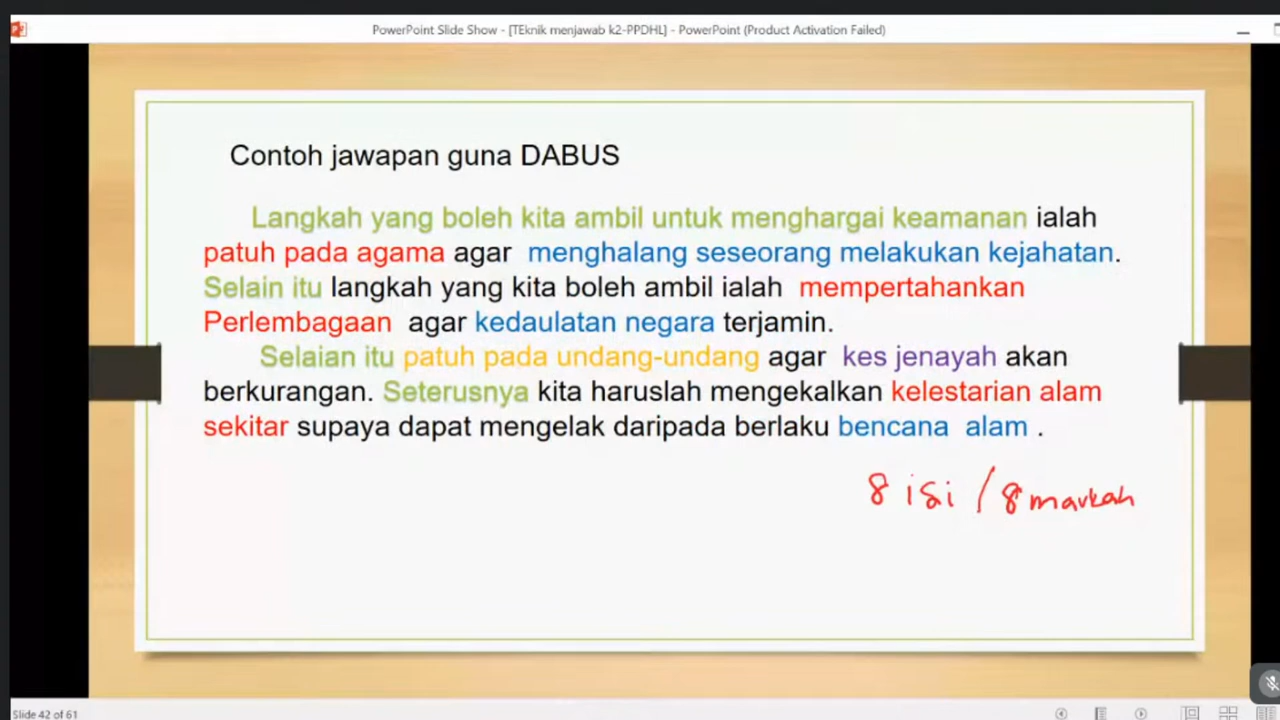 PowerPoint Slide Show - [TEknik menjawab k2-PPDHL] - PowerPoint (Product Activation Failed)
Contoh jawapan guna DABUS
Langkah yang boleh kita ambil untuk menghargai keamanan ialah
patuh pada agama agar menghalang seseorang melakukan kejahatan.
Selain itu langkah yang kita boleh ambil ialah mempertahankan
Perlembagaan agar kedaulatan negara terjamin.
Selaian itu patuh pada undang-undang agar kes jenayah akan
berkurangan. Seterusnya kita haruslah mengekalkan kelestarian alam
sekitar supaya dapat mengelak daripada berlaku bencana alam .
8 isi / 8 markah
Slide 42 of 61